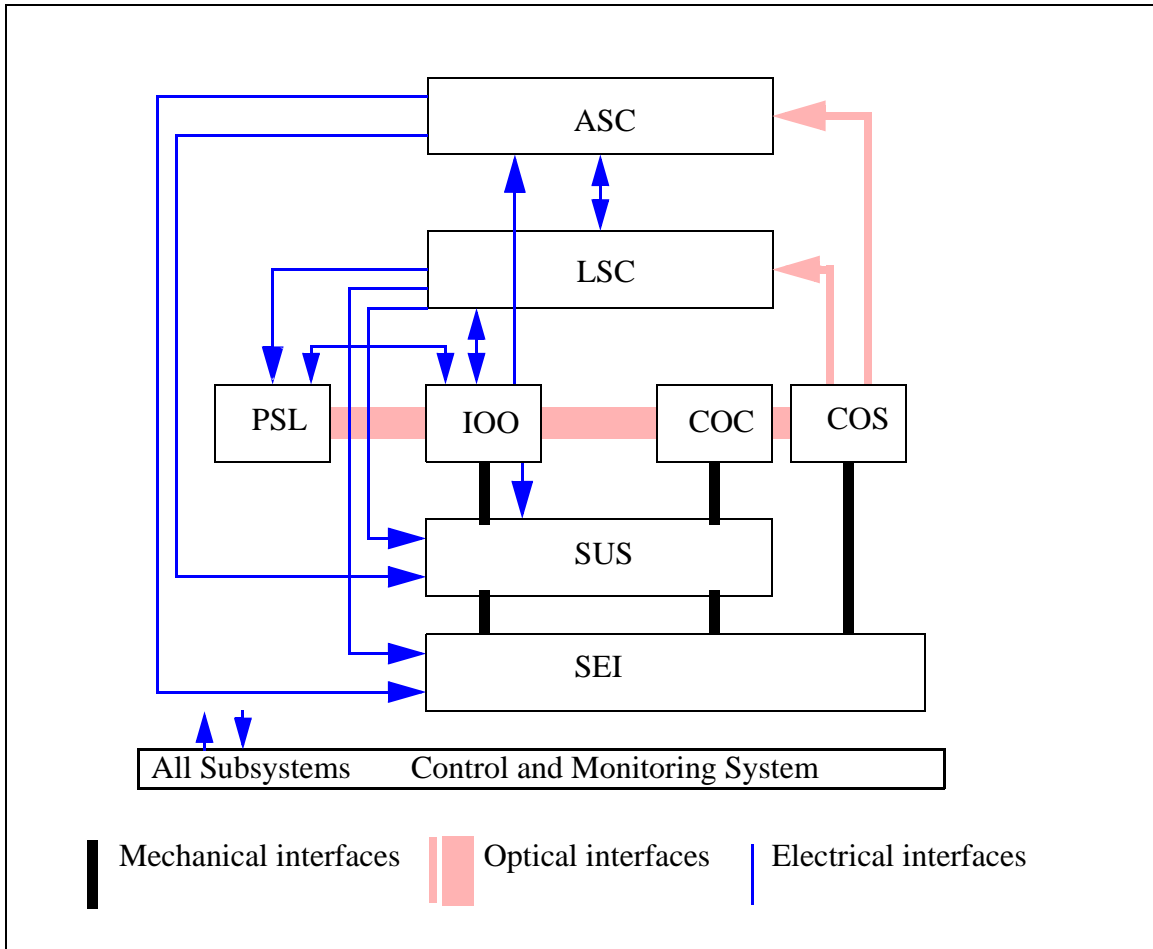 ASC
LSC
PSL
IOO
COC
COS
SUS
SEI
All Subsystems Control and Monitoring System
Mechanical interfaces
Optical interfaces
Electrical interfaces